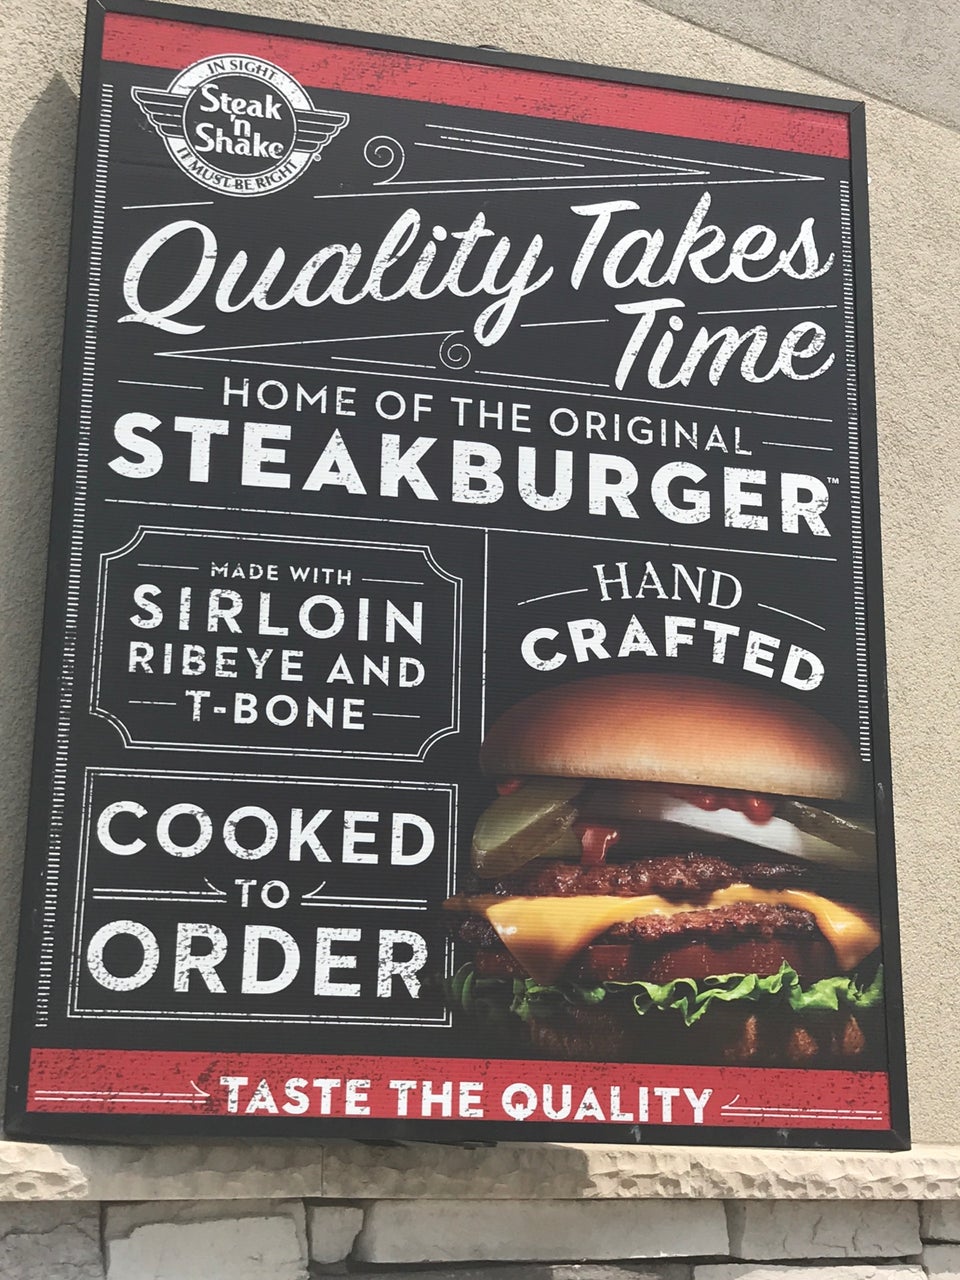 IN SIGHT
Steak
'n
Shake
IT MUST BE RIGHT
Quality Takes
Time
HOME OF THE ORIGINAL
STEAKBURGER™
MADE WITH
SIRLOIN
RIBEYE AND
T-BONE
HAND
CRAFTED
COOKED
TO
ORDER
TASTE THE QUALITY